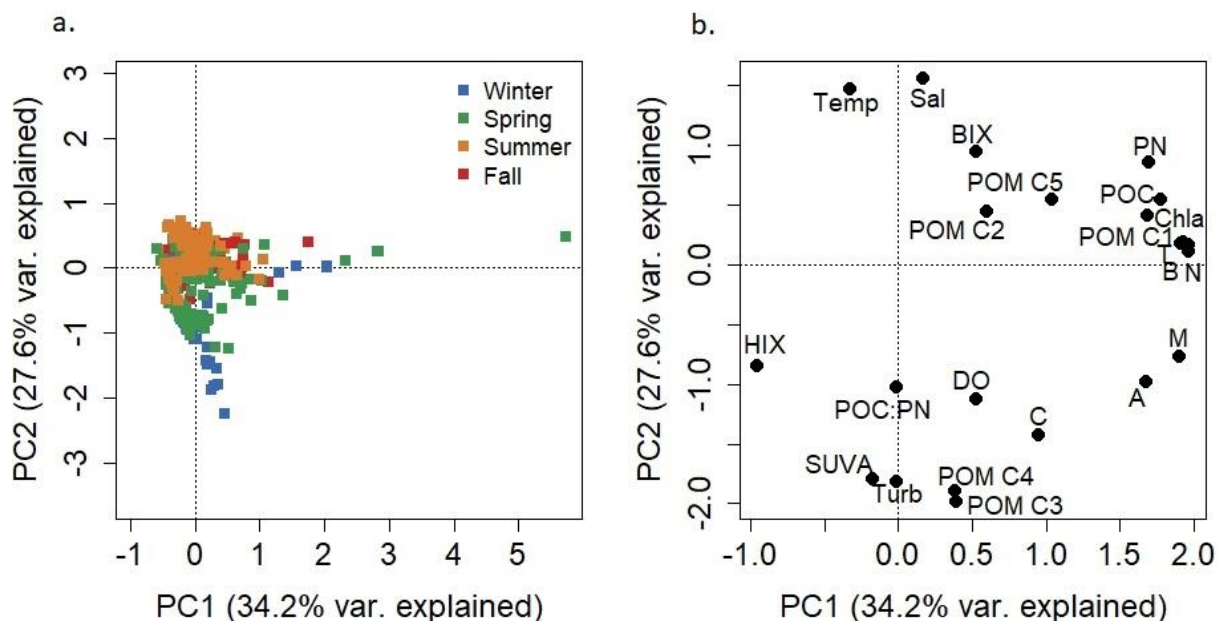 a.
PC2 (27.6% var. explained)
3
2
1
0
-1
-2
-3
Winter
Spring
Summer
Fall
-1 0 1 2 3 4 5
PC1 (34.2% var. explained)
b.
PC2 (27.6% var. explained)
1.0
0.0
-1.0
-2.0
Temp
Sal
BIX
PN
POM C5
POC
POM C2
Chla
POM C1
T
B N
HIX
M
DO
A
POC:PN
C
SUVA
Turb
POM C4
POM C3
-1.0 0.0 0.5 1.0 1.5 2.0
PC1 (34.2% var. explained)